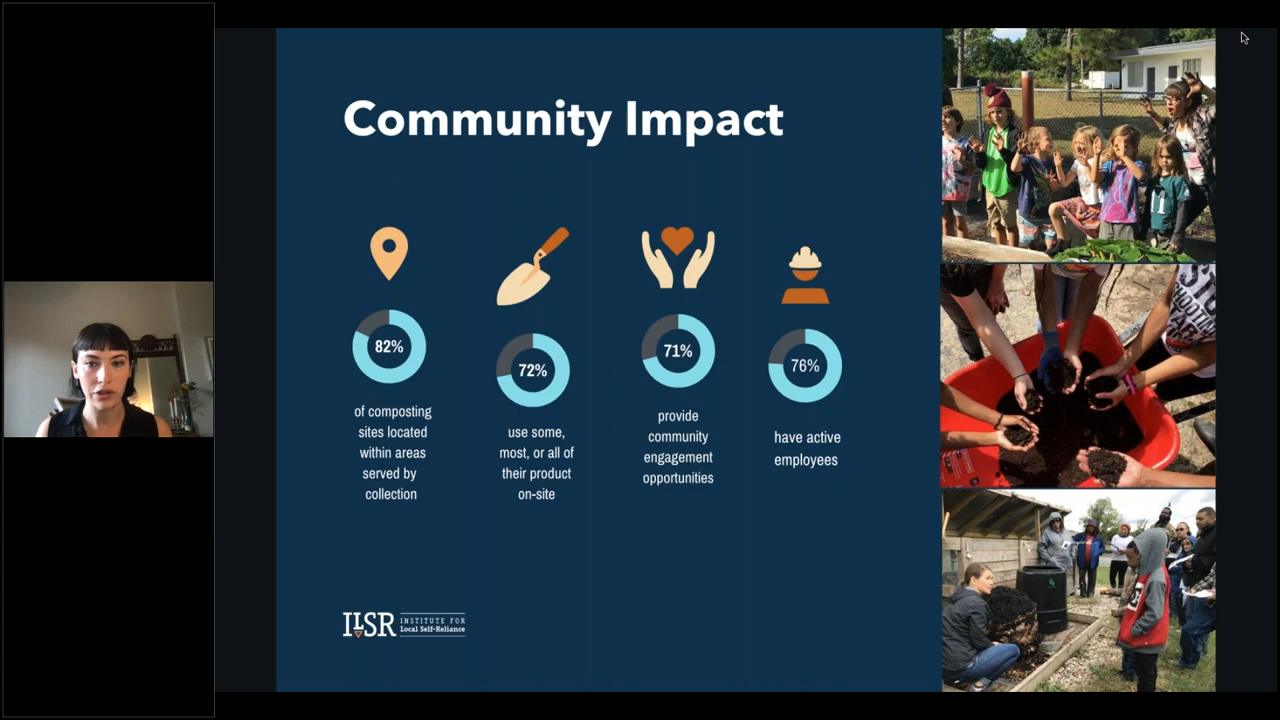 Community Impact
82%
of composting
sites located
within areas
served by
collection
72%
use some,
most, or all of
their product
on-site
71%
provide
community
engagement
opportunities
76%
have active
employees
ILSR
INSTITUTE FOR
Local Self-Reliance